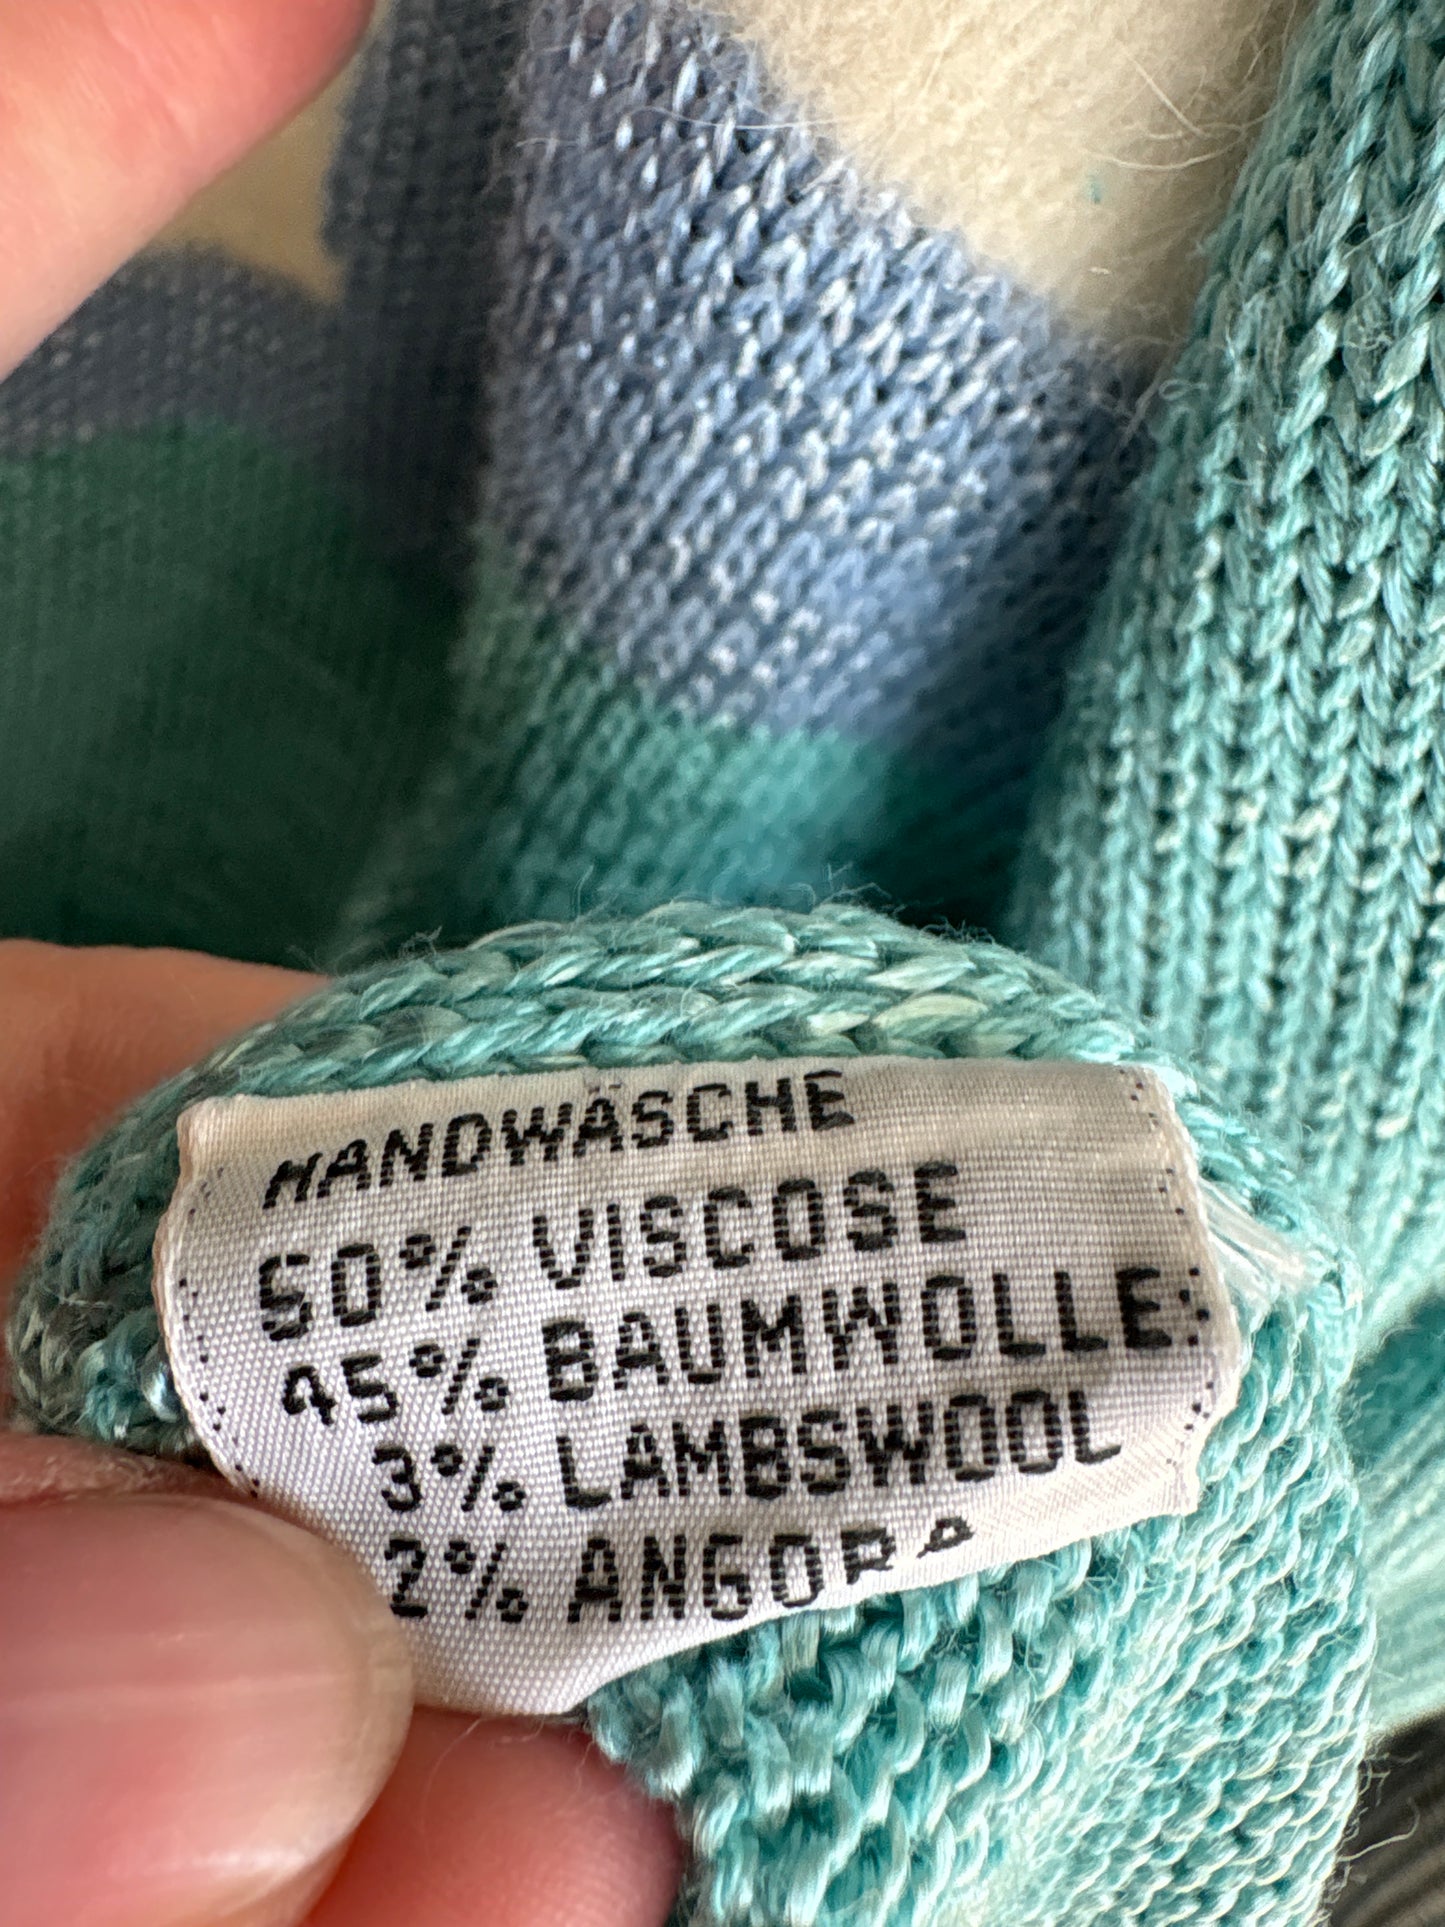 HANDWÄSCHE
50% VISCOSE
45% BAUMWOLLE
3% LAMBSWOOL
2% ANGORA